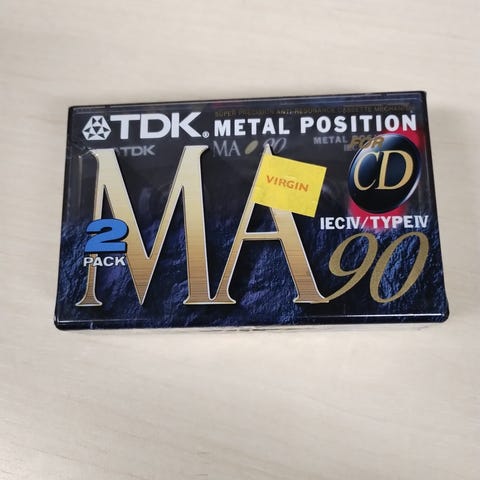 SUPER PRECISION ANTI-RESONANCE CASSETTE MECHANISM
TDK. METAL POSITION
TDK MA 90 METAL POSI
FOR
CD
VIRGIN
MA
IECIV/TYPEIV
2
PACK
90